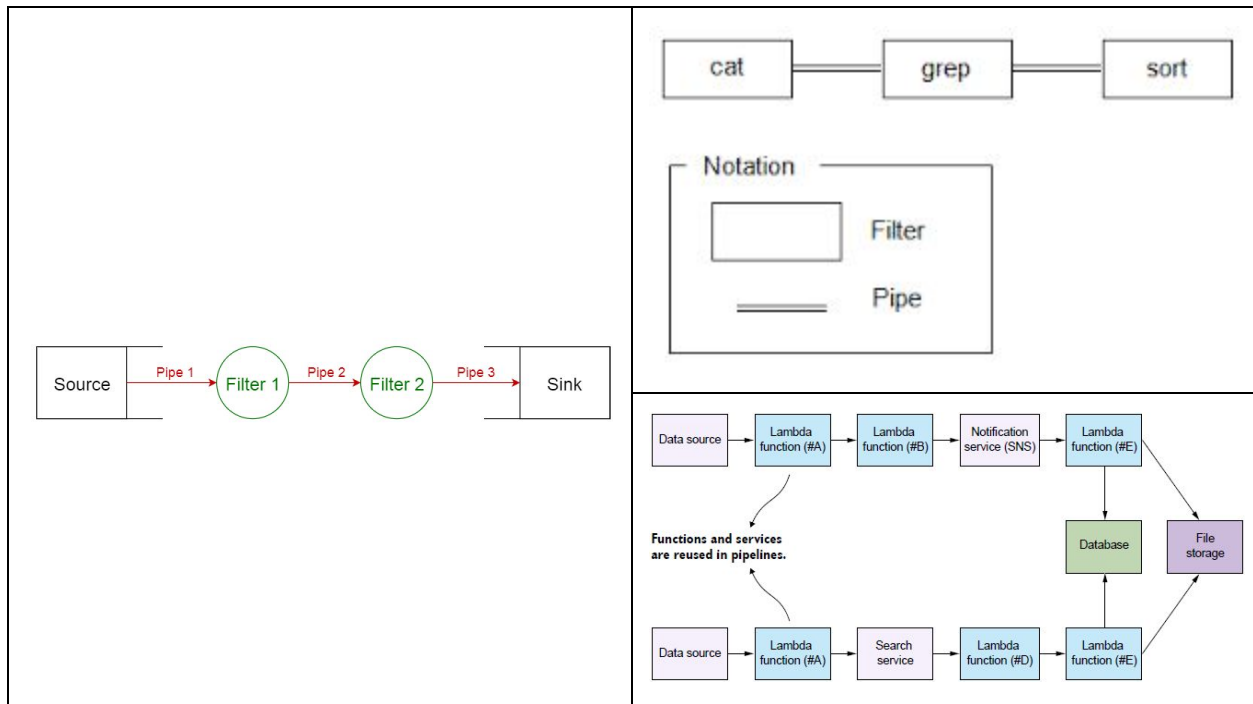 Source
Pipe 1
Filter 1
Pipe 2
Filter 2
Pipe 3
Sink
cat
grep
sort
Notation
Filter
Pipe
Data source
Lambda
function (#A)
Lambda
function (#B)
Notification
service (SNS)
Lambda
function (#E)
Functions and services
are reused in pipelines.
Database
File
storage
Data source
Lambda
function (#A)
Search
service
Lambda
function (#D)
Lambda
function (#E)